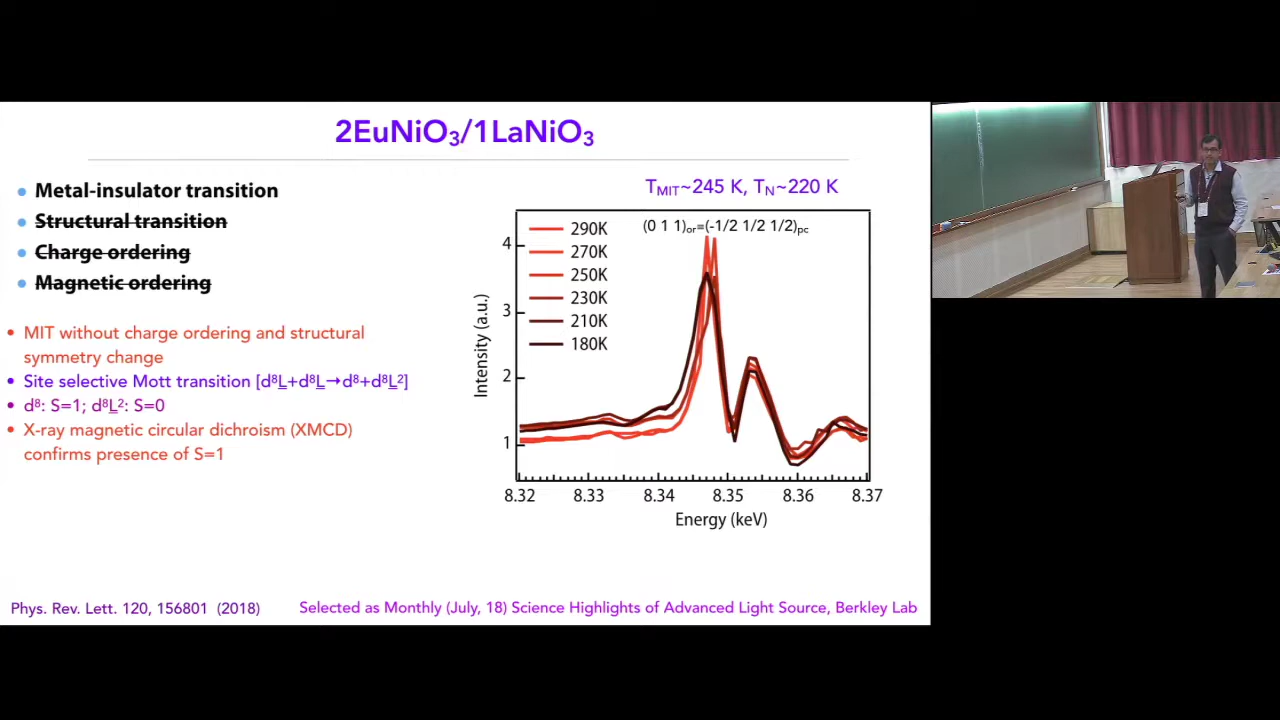 2EuNiO₃/1LaNiO₃
Metal-insulator transition
Structural transition
Charge ordering
Magnetic ordering
• MIT without charge ordering and structural
symmetry change
• Site selective Mott transition [d⁸L+d⁸L→d⁸+d⁸L²]
• d⁸: S=1; d⁸L²: S=0
• X-ray magnetic circular dichroism (XMCD)
confirms presence of S=1
T_MIT~245 K, T_N~220 K
(0 1 1)ₒᵣ=(-1/2 1/2 1/2)_pc
290K
270K
250K
230K
210K
180K
Intensity (a.u.)
4
3
2
1
8.32 8.33 8.34 8.35 8.36 8.37
Energy (keV)
Phys. Rev. Lett. 120, 156801 (2018)
Selected as Monthly (July, 18) Science Highlights of Advanced Light Source, Berkley Lab